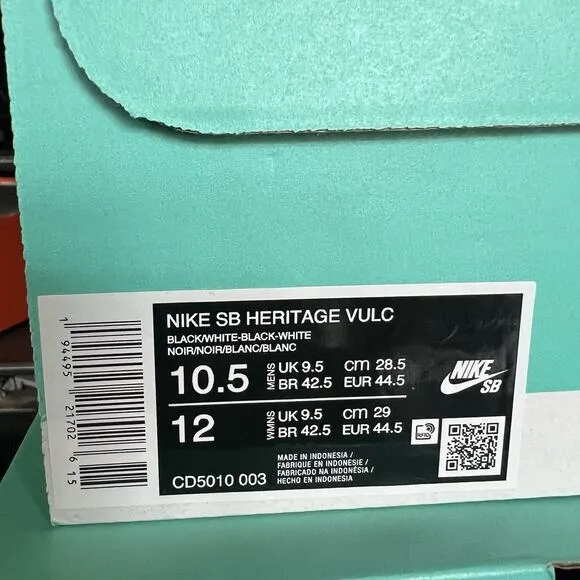 NIKE SB HERITAGE VULC
BLACK/WHITE-BLACK-WHITE
NOIR/NOIR/BLANC/BLANC
10.5 MENS UK 9.5 cm 28.5
BR 42.5 EUR 44.5
12 WMNS UK 9.5 cm 29
BR 42.5 EUR 44.5
CD5010 003
MADE IN INDONESIA /
FABRIQUE EN INDONESIE /
FABRICADO NA INDONÉSIA /
HECHO EN INDONESIA
NIKE
SB
RFID
1 94495 21702 6 15